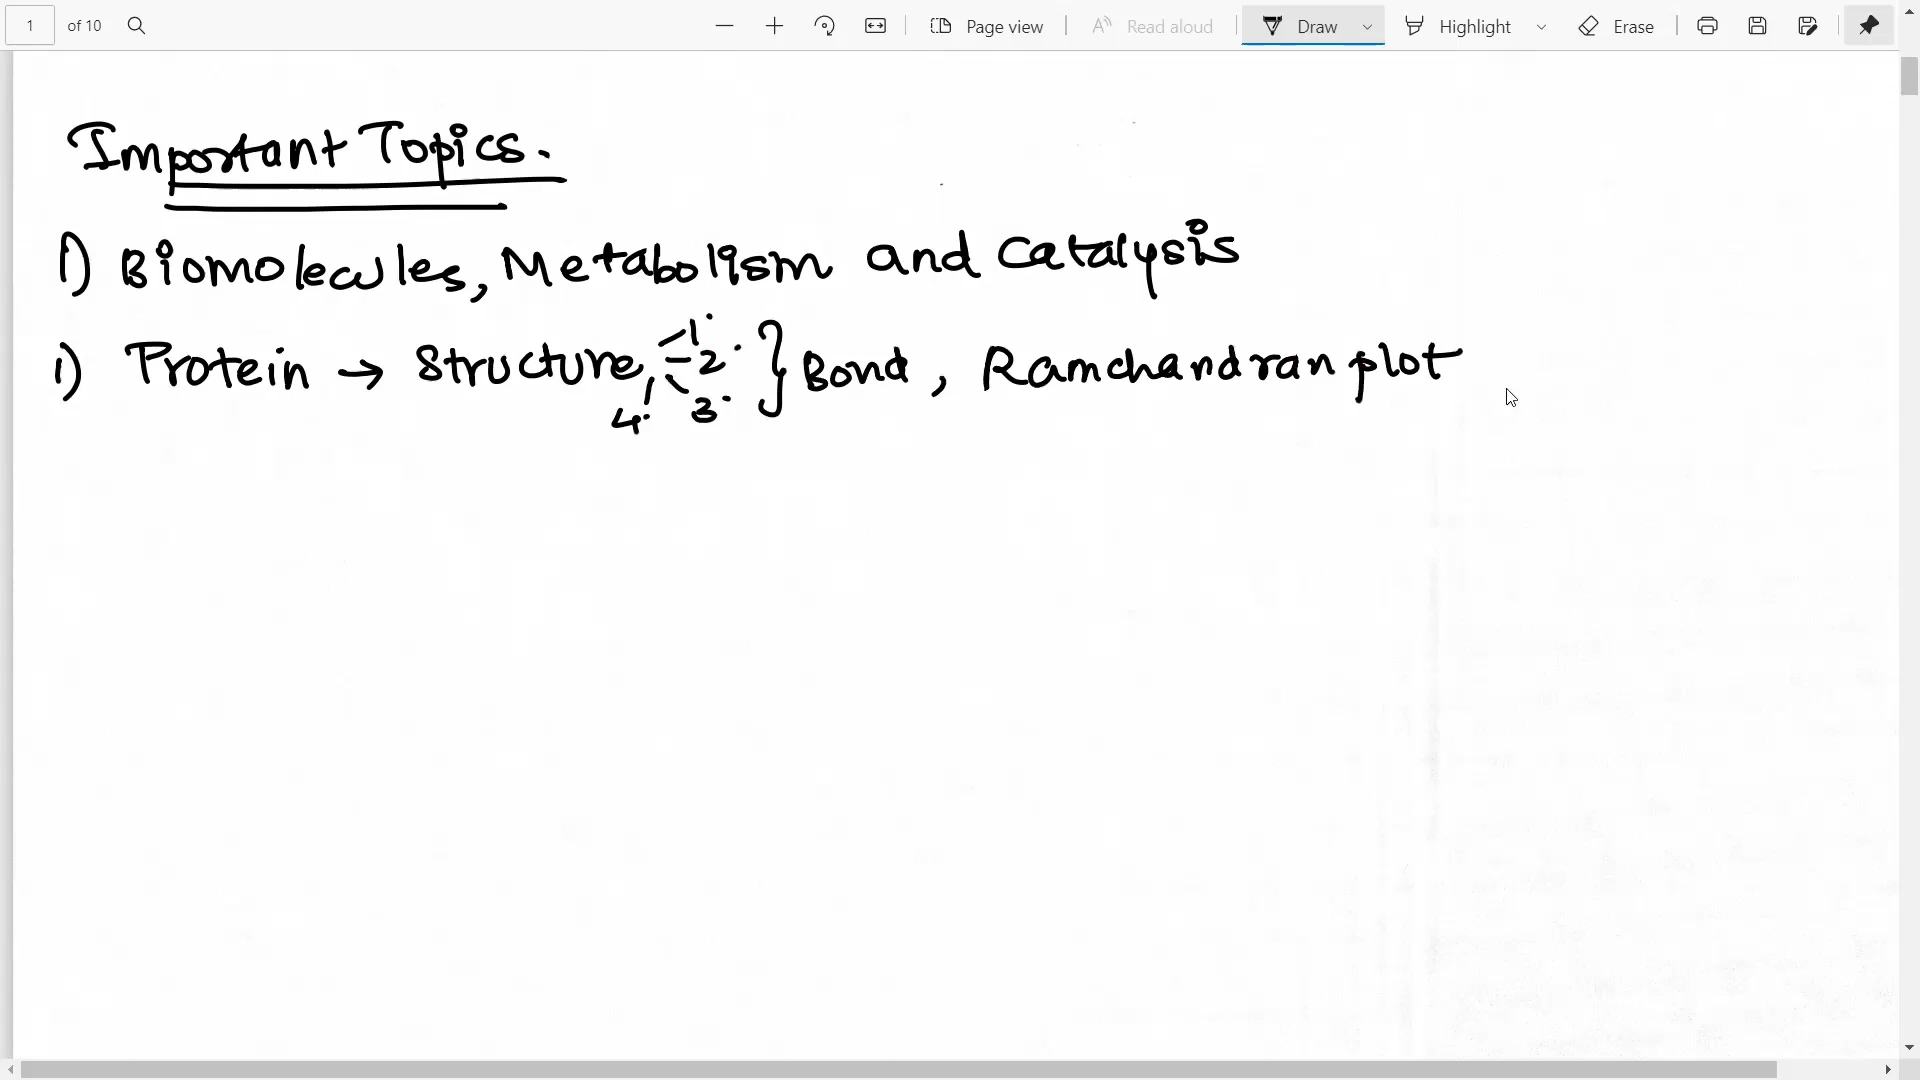 1 of 10 Page view Read aloud Draw Highlight Erase
Important Topics.
1) Biomolecules, Metabolism and Catalysis
1) Protein → Structure, 1° 2° 3° 4° } Bond, Ramchandran plot